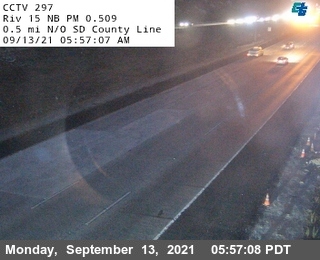 CCTV 297
Riv 15 NB PM 0.509
0.5 mi N/O SD County Line
09/13/21 05:57:07 AM
Monday, September 13, 2021 05:57:08 PDT